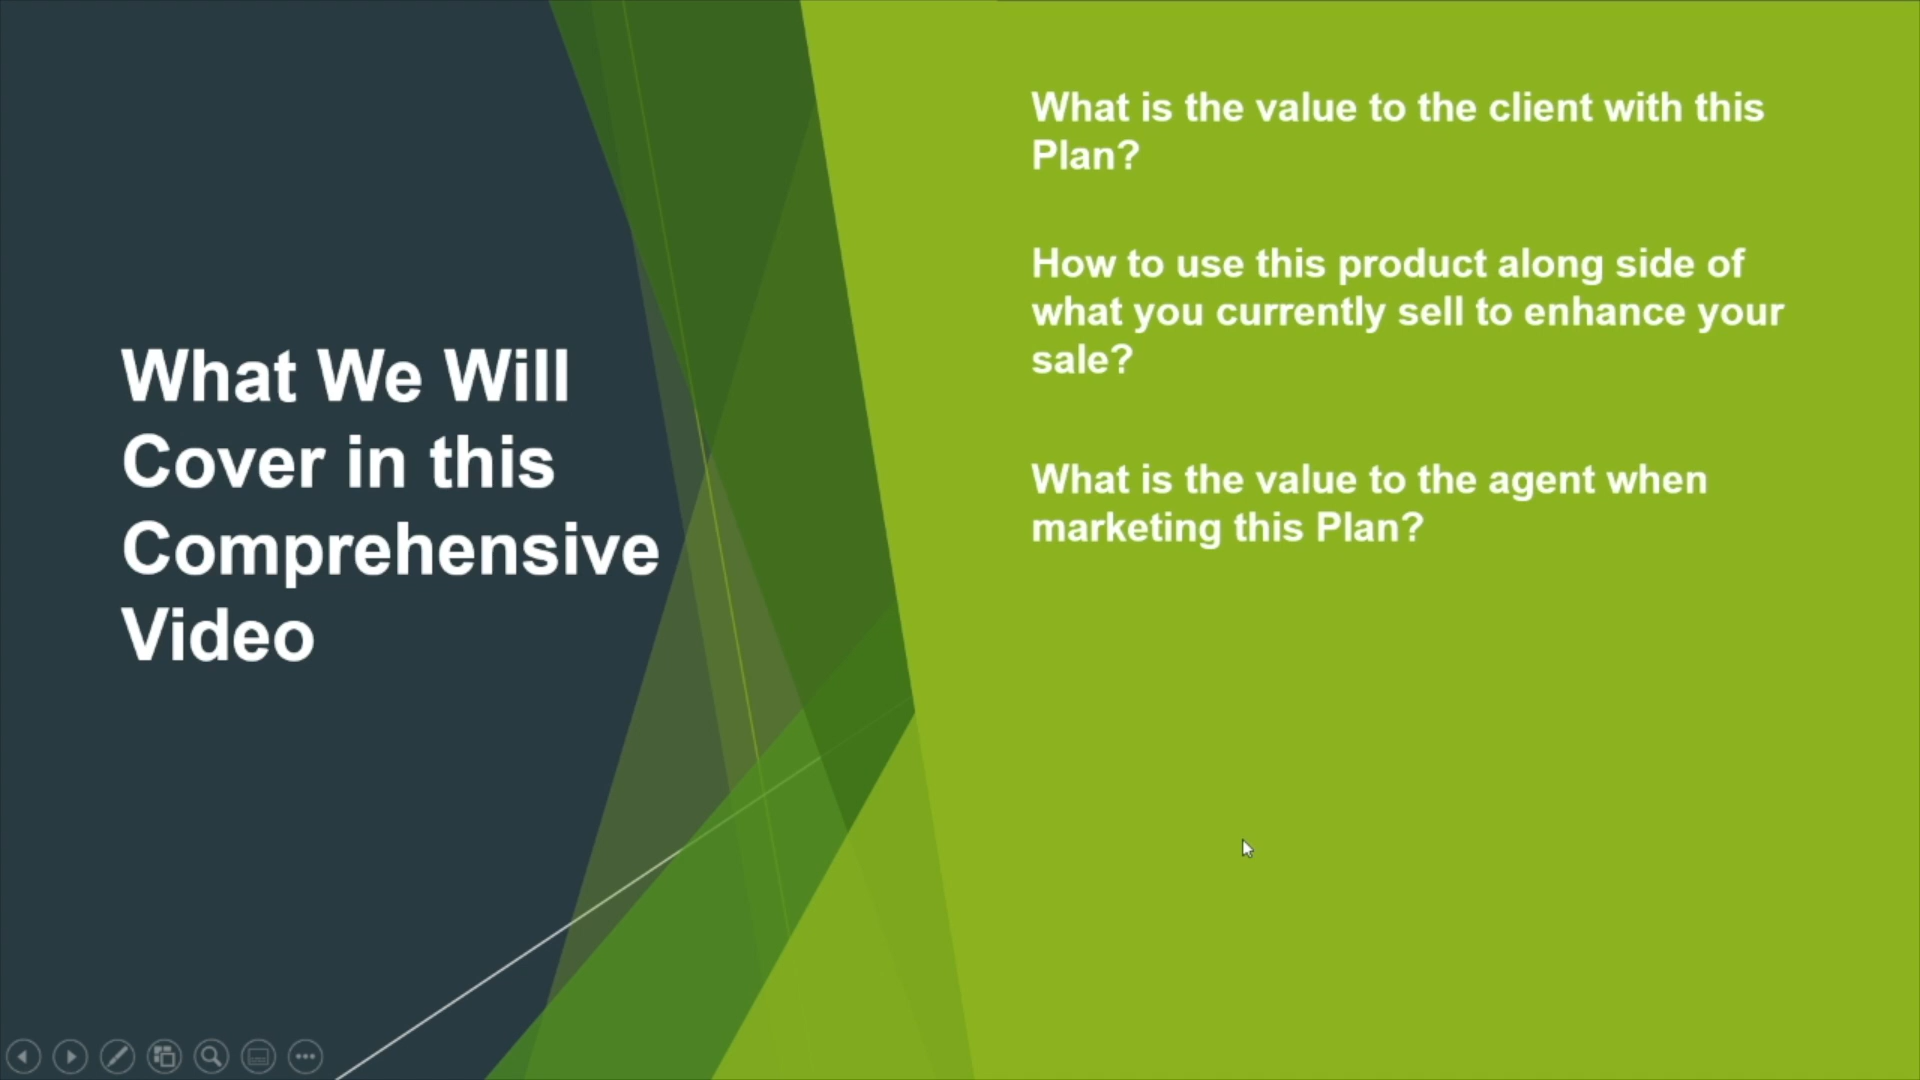 What We Will
Cover in this
Comprehensive
Video
What is the value to the client with this
Plan?
How to use this product along side of
what you currently sell to enhance your
sale?
What is the value to the agent when
marketing this Plan?